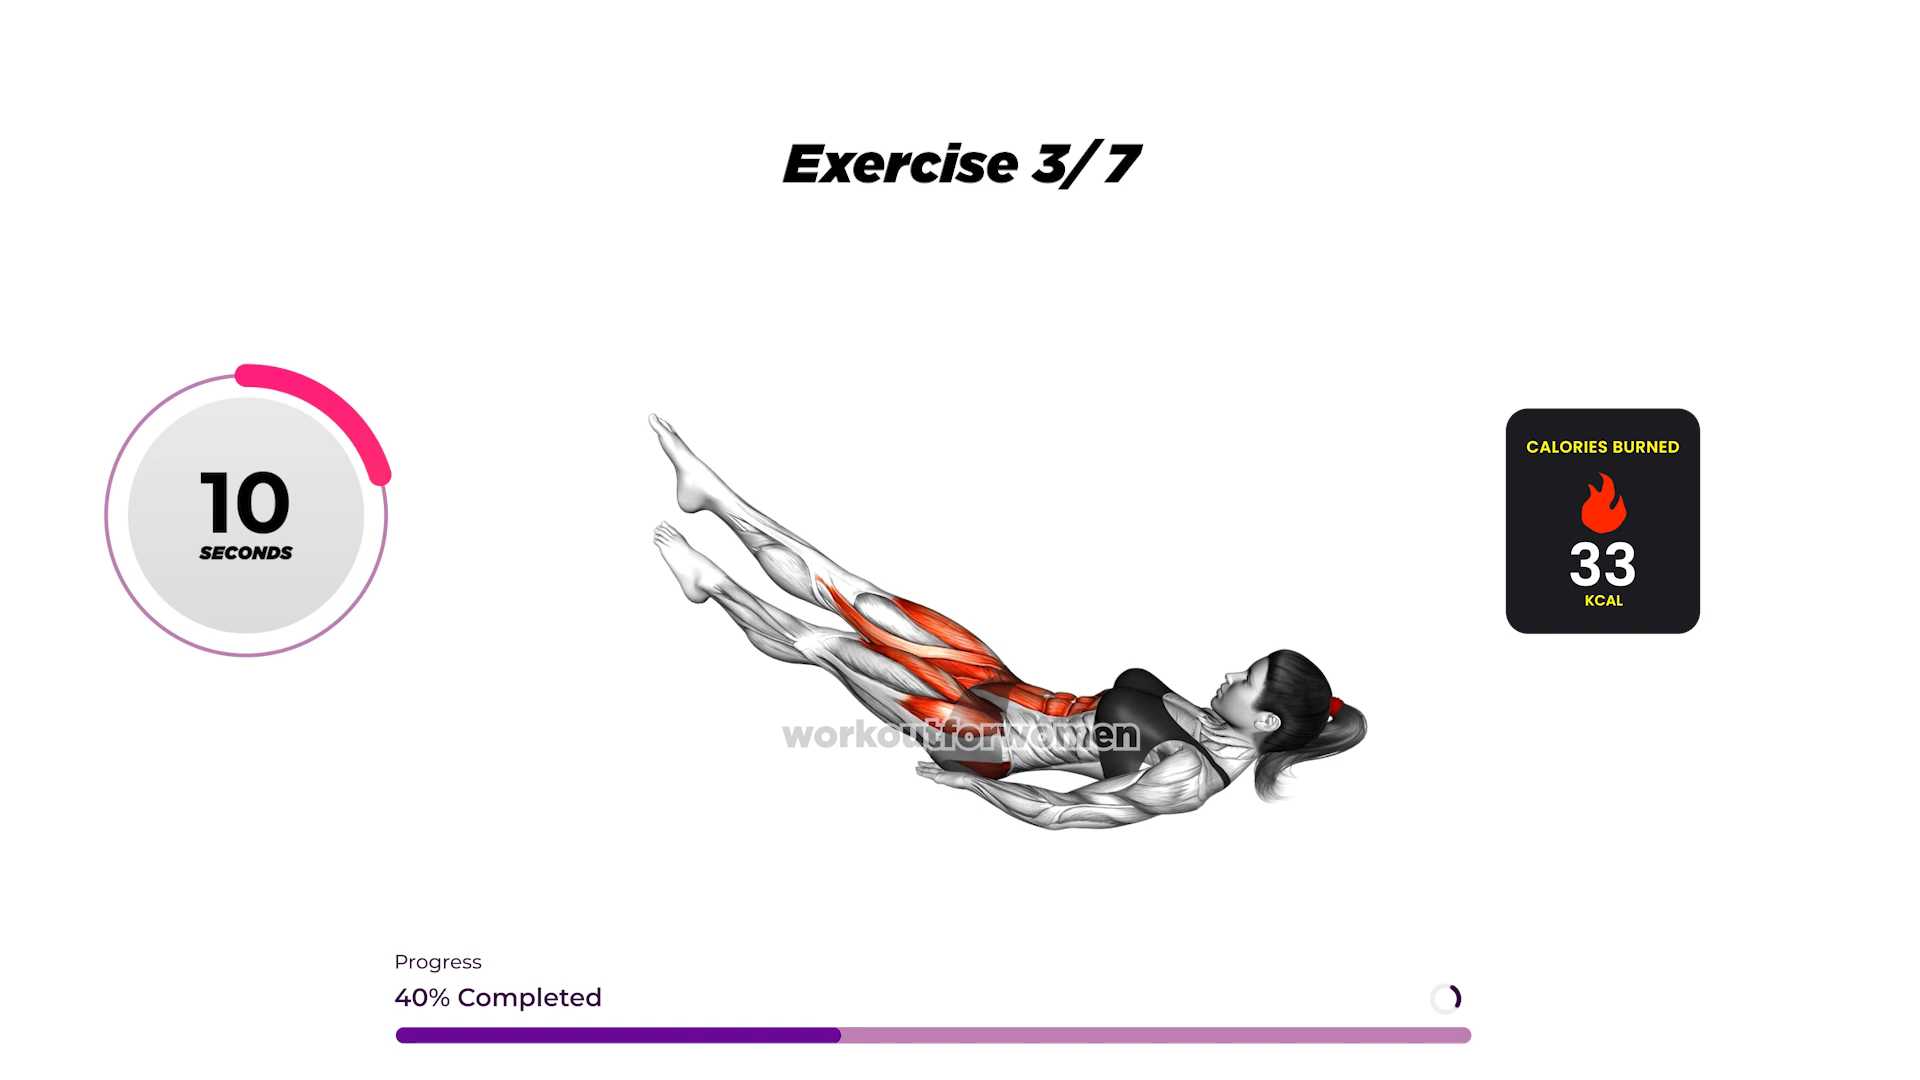 Exercise 3/7
10
SECONDS
CALORIES BURNED
33
KCAL
workoutforwomen
Progress
40% Completed